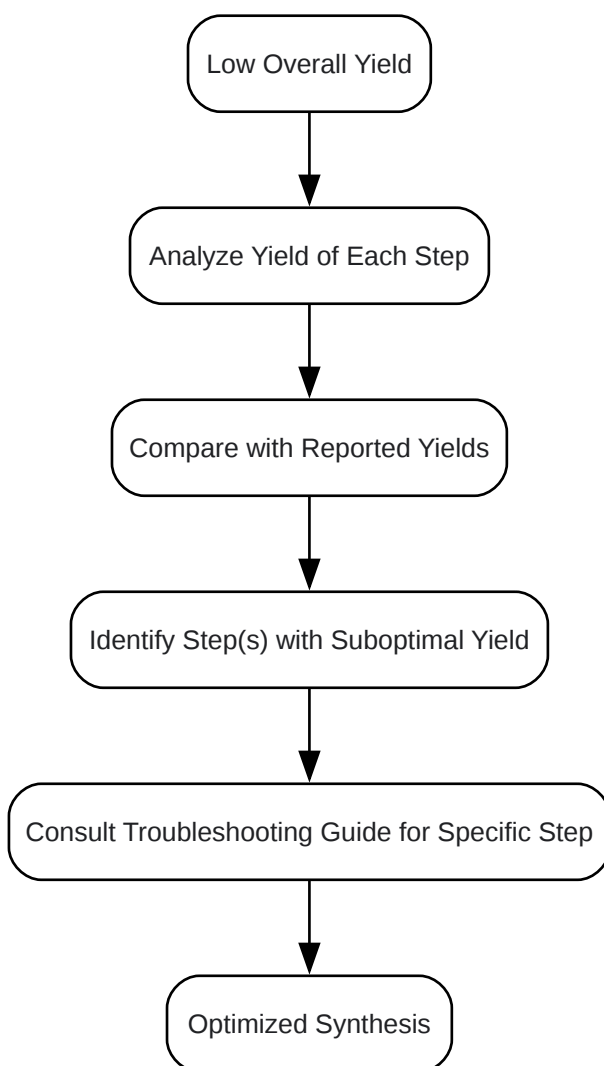 Low Overall Yield
Analyze Yield of Each Step
Compare with Reported Yields
Identify Step(s) with Suboptimal Yield
Consult Troubleshooting Guide for Specific Step
Optimized Synthesis